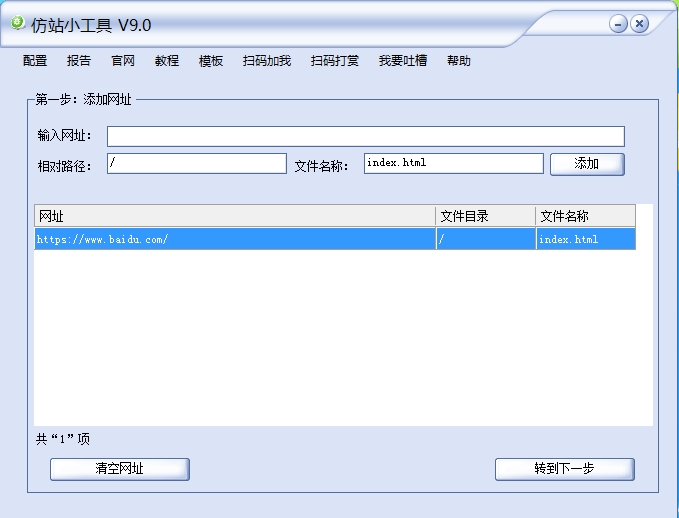 仿站小工具 V9.0
配置 报告 官网 教程 模板 扫码加我 扫码打赏 我要吐槽 帮助
第一步：添加网址
输入网址：
相对路径： / 文件名称： index.html 添加
网址 文件目录 文件名称
https://www.baidu.com/ / index.html
共“1”项
清空网址 转到下一步